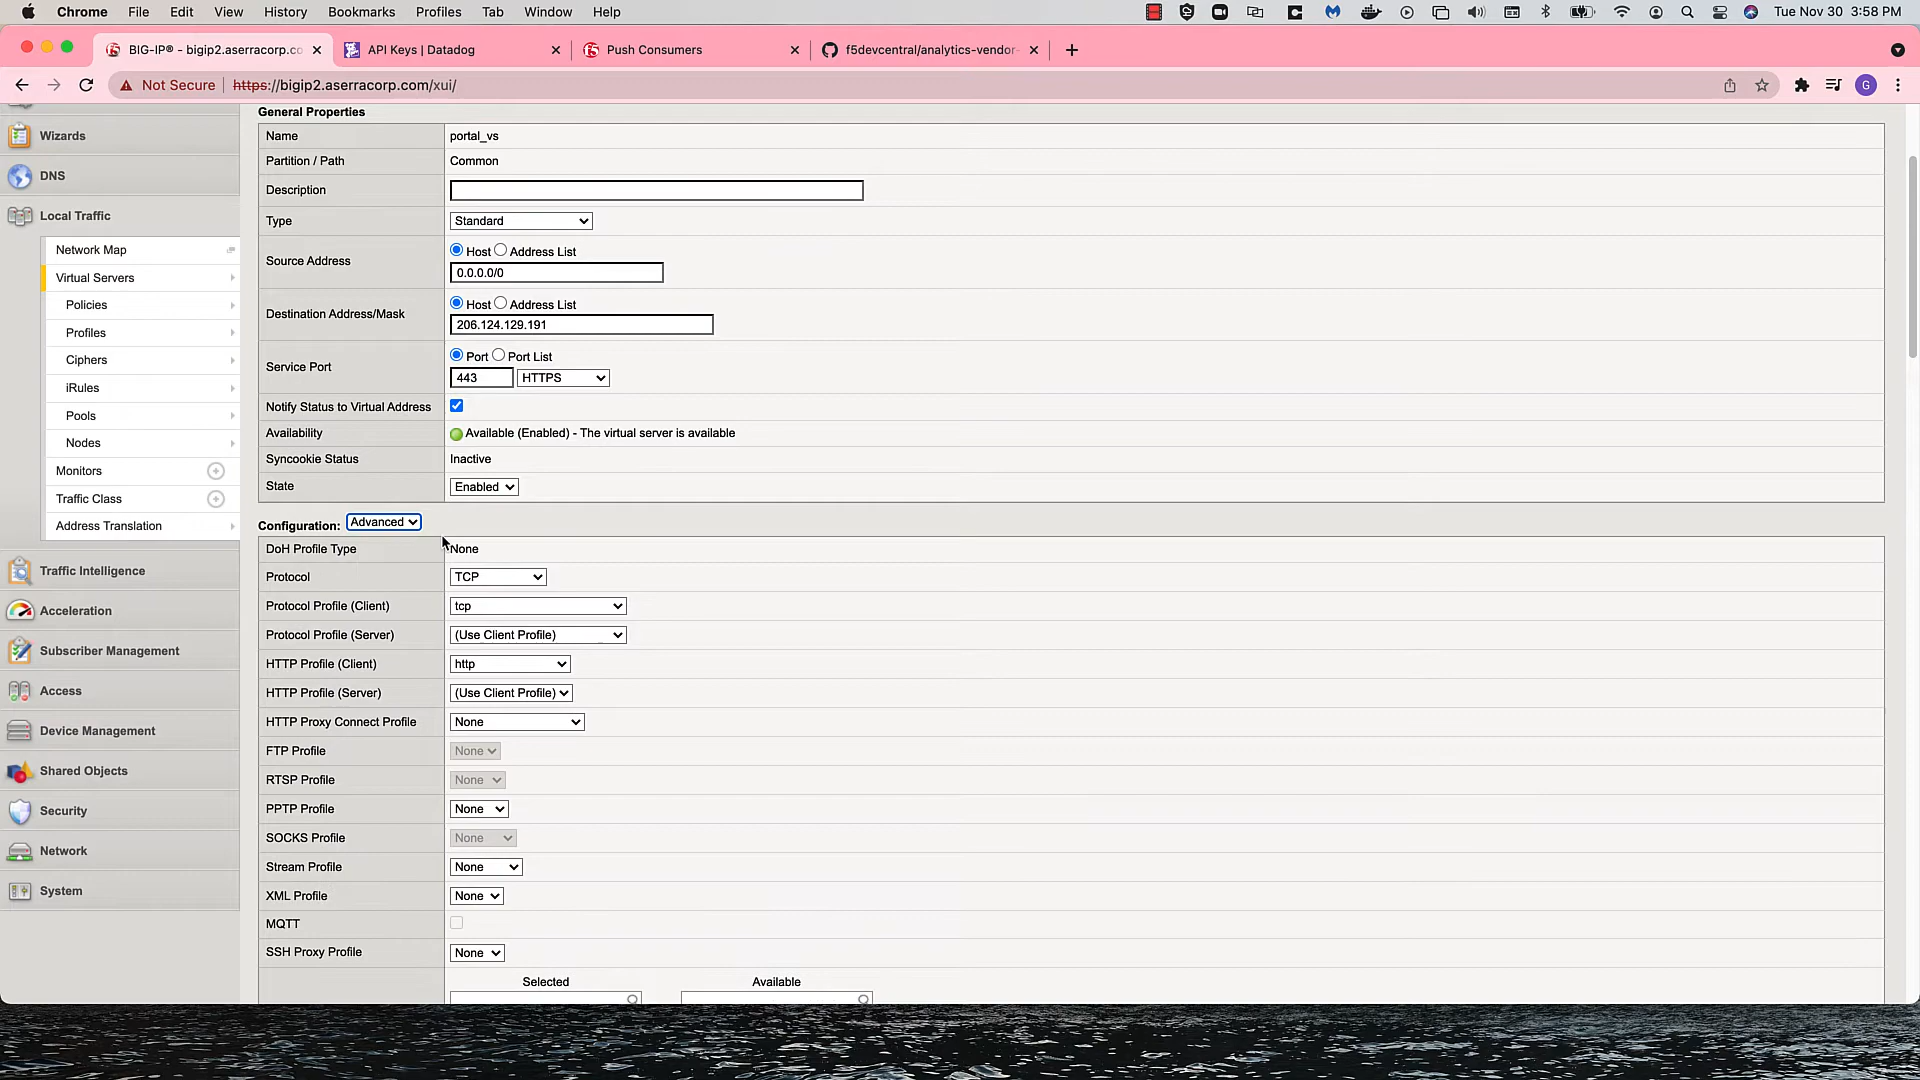 Chrome File Edit View History Bookmarks Profiles Tab Window Help Tue Nov 30 3:58 PM
BIG-IP® - bigip2.aserracorp.co API Keys | Datadog Push Consumers f5devcentral/analytics-vendor-
Not Secure https://bigip2.aserracorp.com/xui/ G
General Properties
Wizards
DNS
Local Traffic
Network Map
Virtual Servers
Policies
Profiles
Ciphers
iRules
Pools
Nodes
Monitors
Traffic Class
Address Translation
Traffic Intelligence
Acceleration
Subscriber Management
Access
Device Management
Shared Objects
Security
Network
System
Name portal_vs
Partition / Path Common
Description
Type Standard
Source Address Host Address List
0.0.0.0/0
Destination Address/Mask Host Address List
206.124.129.191
Service Port Port Port List
443 HTTPS
Notify Status to Virtual Address
Availability Available (Enabled) - The virtual server is available
Syncookie Status Inactive
State Enabled
Configuration: Advanced
DoH Profile Type None
Protocol TCP
Protocol Profile (Client) tcp
Protocol Profile (Server) (Use Client Profile)
HTTP Profile (Client) http
HTTP Profile (Server) (Use Client Profile)
HTTP Proxy Connect Profile None
FTP Profile None
RTSP Profile None
PPTP Profile None
SOCKS Profile None
Stream Profile None
XML Profile None
MQTT
SSH Proxy Profile None
Selected Available